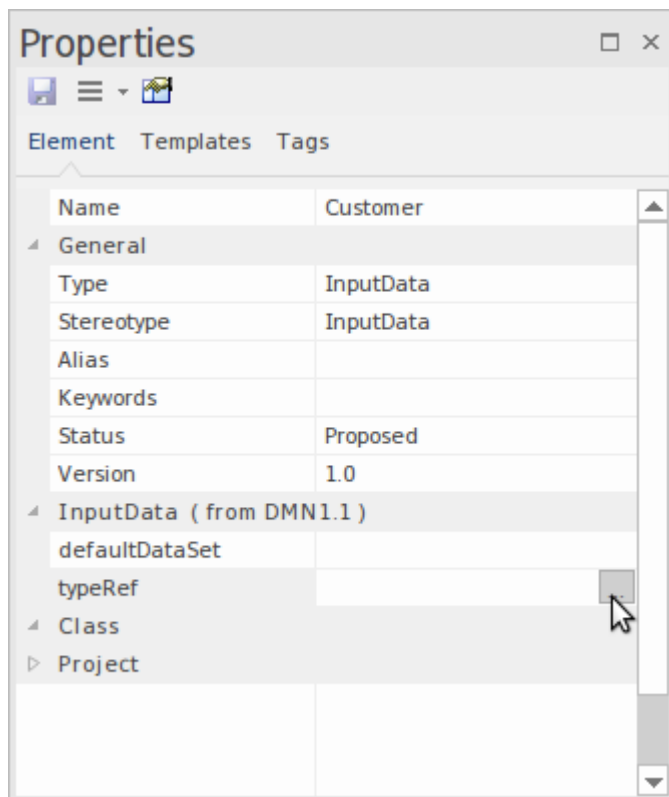 Properties
Element Templates Tags
Name Customer
General
Type InputData
Stereotype InputData
Alias
Keywords
Status Proposed
Version 1.0
InputData ( from DMN1.1 )
defaultDataSet
typeRef ...
Class
Project